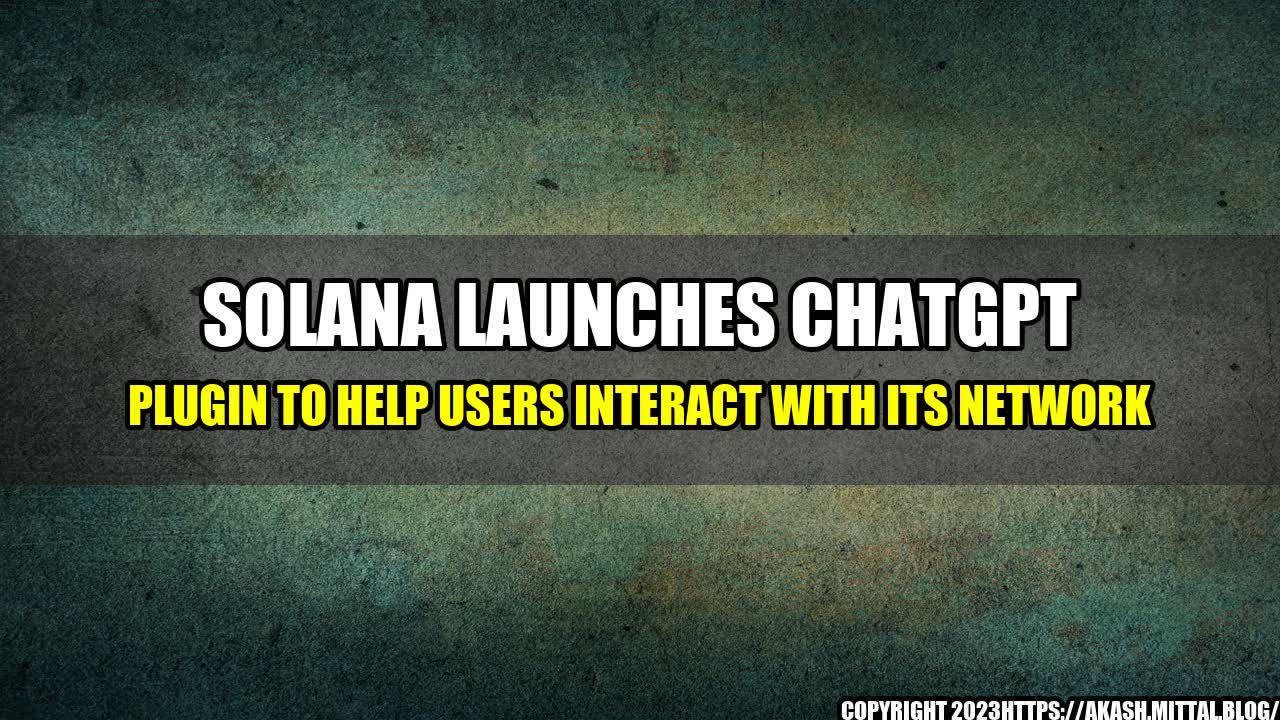 SOLANA LAUNCHES CHATGPT
PLUGIN TO HELP USERS INTERACT WITH ITS NETWORK
COPYRIGHT 2023HTTPS://AKASH.MITTAL.BLOG/